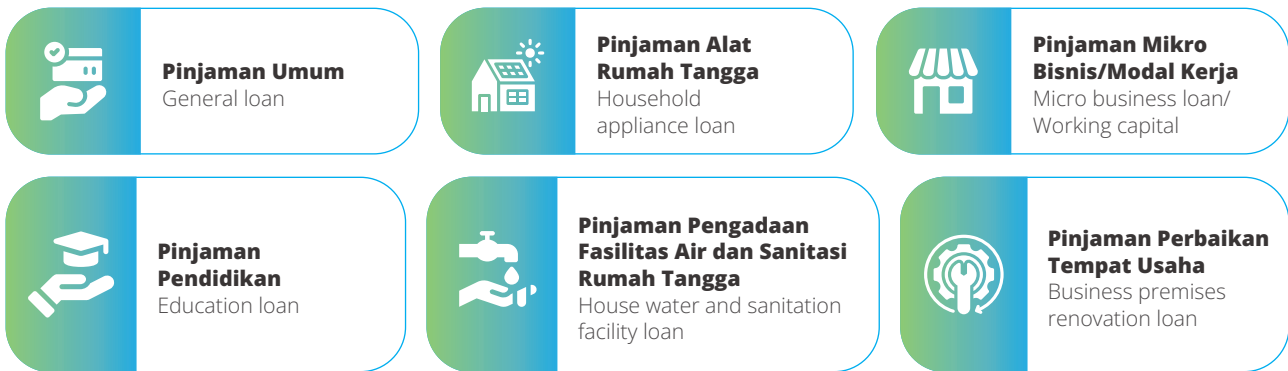 Pinjaman Umum
General loan
Pinjaman Alat
Rumah Tangga
Household
appliance loan
Pinjaman Mikro
Bisnis/Modal Kerja
Micro business loan/
Working capital
Pinjaman
Pendidikan
Education loan
Pinjaman Pengadaan
Fasilitas Air dan Sanitasi
Rumah Tangga
House water and sanitation
facility loan
Pinjaman Perbaikan
Tempat Usaha
Business premises
renovation loan